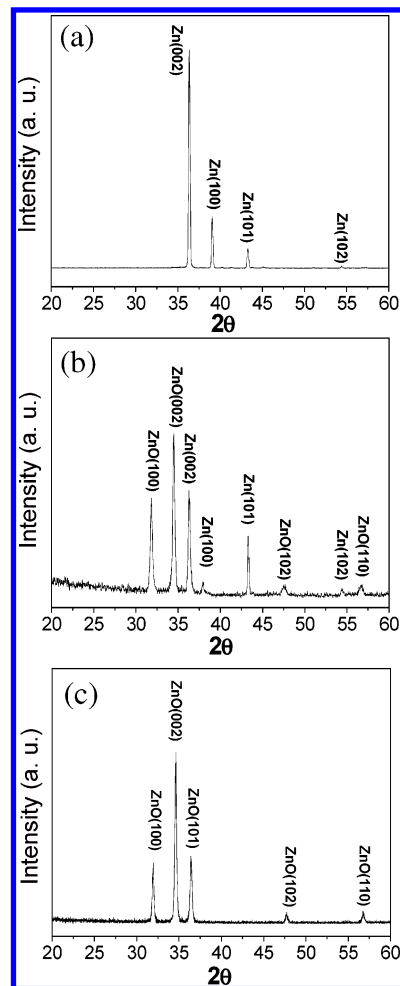 (a)
Intensity (a. u.)
Zn(002)
Zn(100)
Zn(101)
Zn(102)
20 25 30 35 40 45 50 55 60
2θ
(b)
Intensity (a. u.)
ZnO(100)
ZnO(002)
Zn(002)
Zn(100)
Zn(101)
ZnO(102)
Zn(102)
ZnO(110)
20 25 30 35 40 45 50 55 60
2θ
(c)
Intensity (a. u.)
ZnO(100)
ZnO(002)
ZnO(101)
ZnO(102)
ZnO(110)
20 25 30 35 40 45 50 55 60
2θ